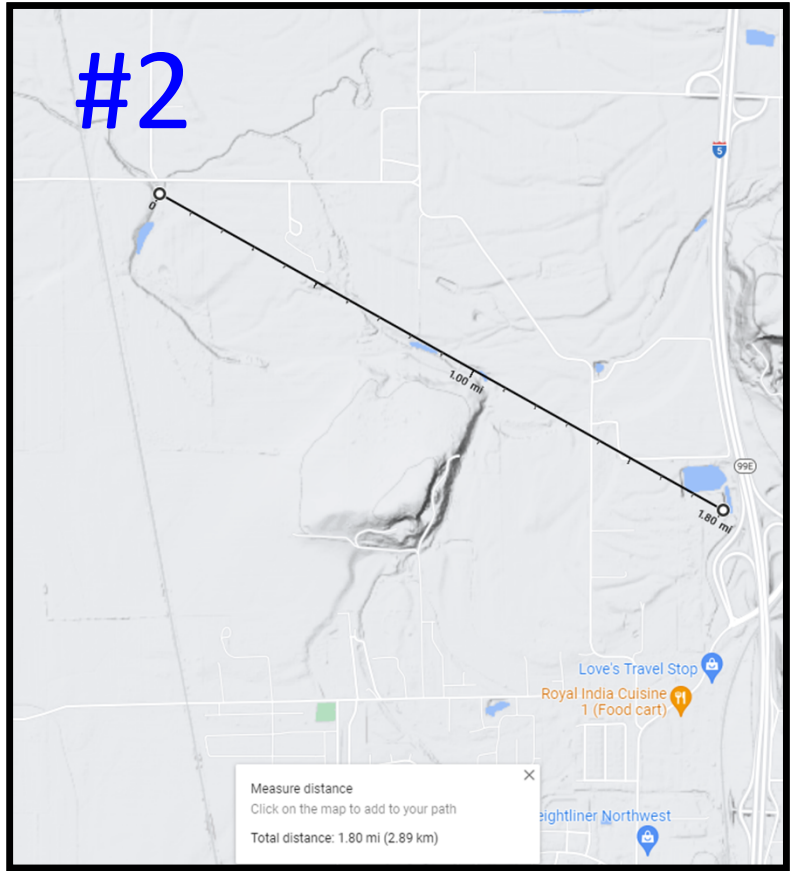 #2
5
0
1.00 mi
99E
1.80 mi
Love's Travel Stop
Royal India Cuisine
1 (Food cart)
Measure distance
Click on the map to add to your path
Total distance: 1.80 mi (2.89 km)
eightliner Northwest